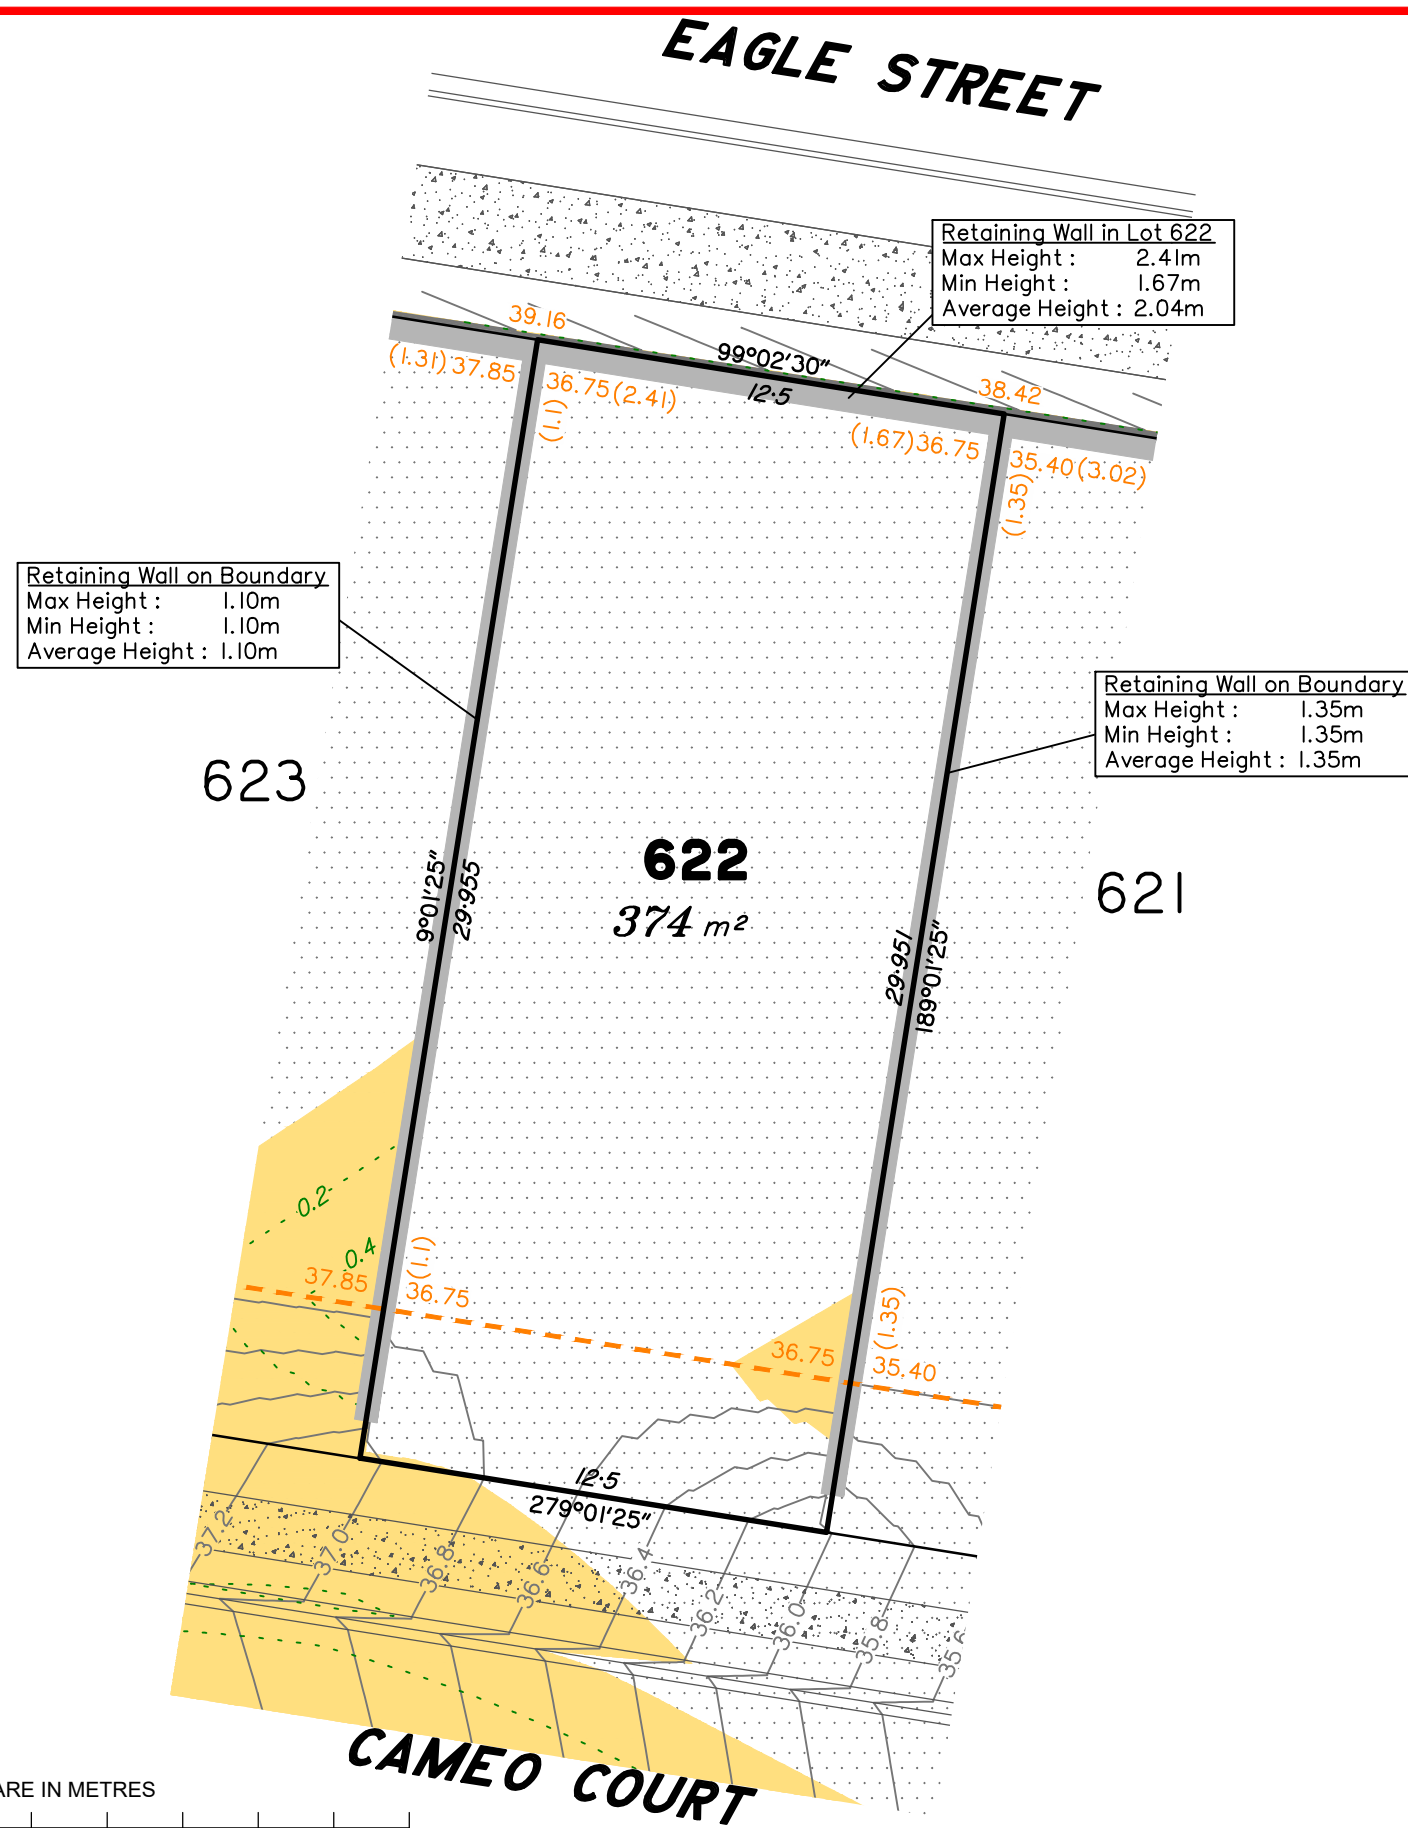 EAGLE STREET
Retaining Wall in Lot 622
Max Height : 2.41m
Min Height : 1.67m
Average Height : 2.04m
39.16
99°02'30"
12·5
38.42
(1.31) 37.85
36.75 (2.41)
(1.1)
(1.67) 36.75
35.40 (3.02)
(1.35)
Retaining Wall on Boundary
Max Height : 1.10m
Min Height : 1.10m
Average Height : 1.10m
Retaining Wall on Boundary
Max Height : 1.35m
Min Height : 1.35m
Average Height : 1.35m
623
622
374 m²
621
9°01'25"
29·955
29·951
189°01'25"
0.2
0.4
(1.1)
37.85
36.75
(1.35)
36.75
35.40
12·5
279°01'25"
37.2
37.0
36.8
36.6
36.4
36.2
36.0
35.8
35.6
CAMEO COURT
ARE IN METRES